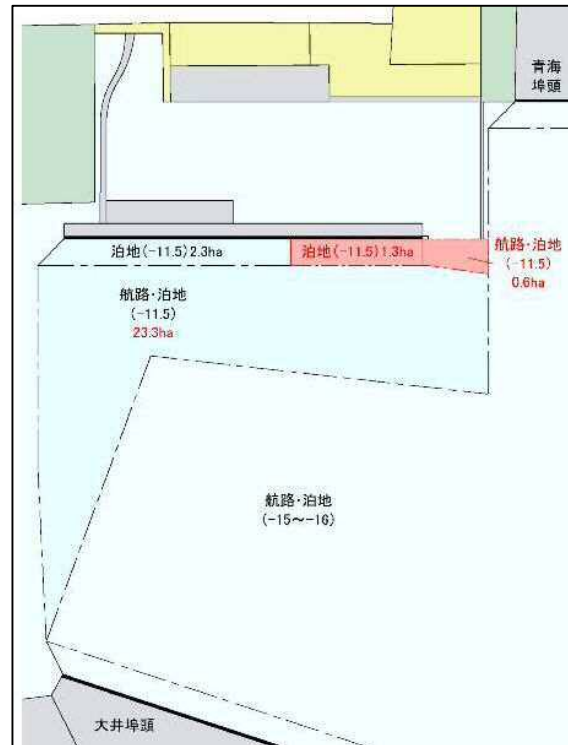 青海
埠頭
泊地(-11.5)2.3ha
泊地(-11.5)1.3ha
航路・泊地
(-11.5)
0.6ha
航路・泊地
(-11.5)
23.3ha
航路・泊地
(-15～-16)
大井埠頭